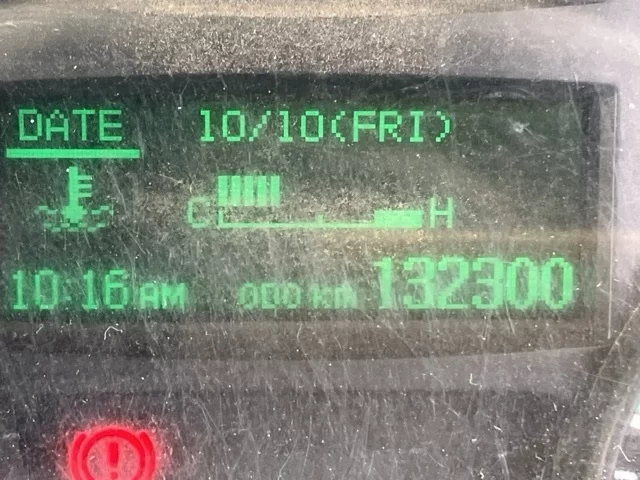 DATE 10/10(FRI)
C H
10:16 AM ODO km 132300